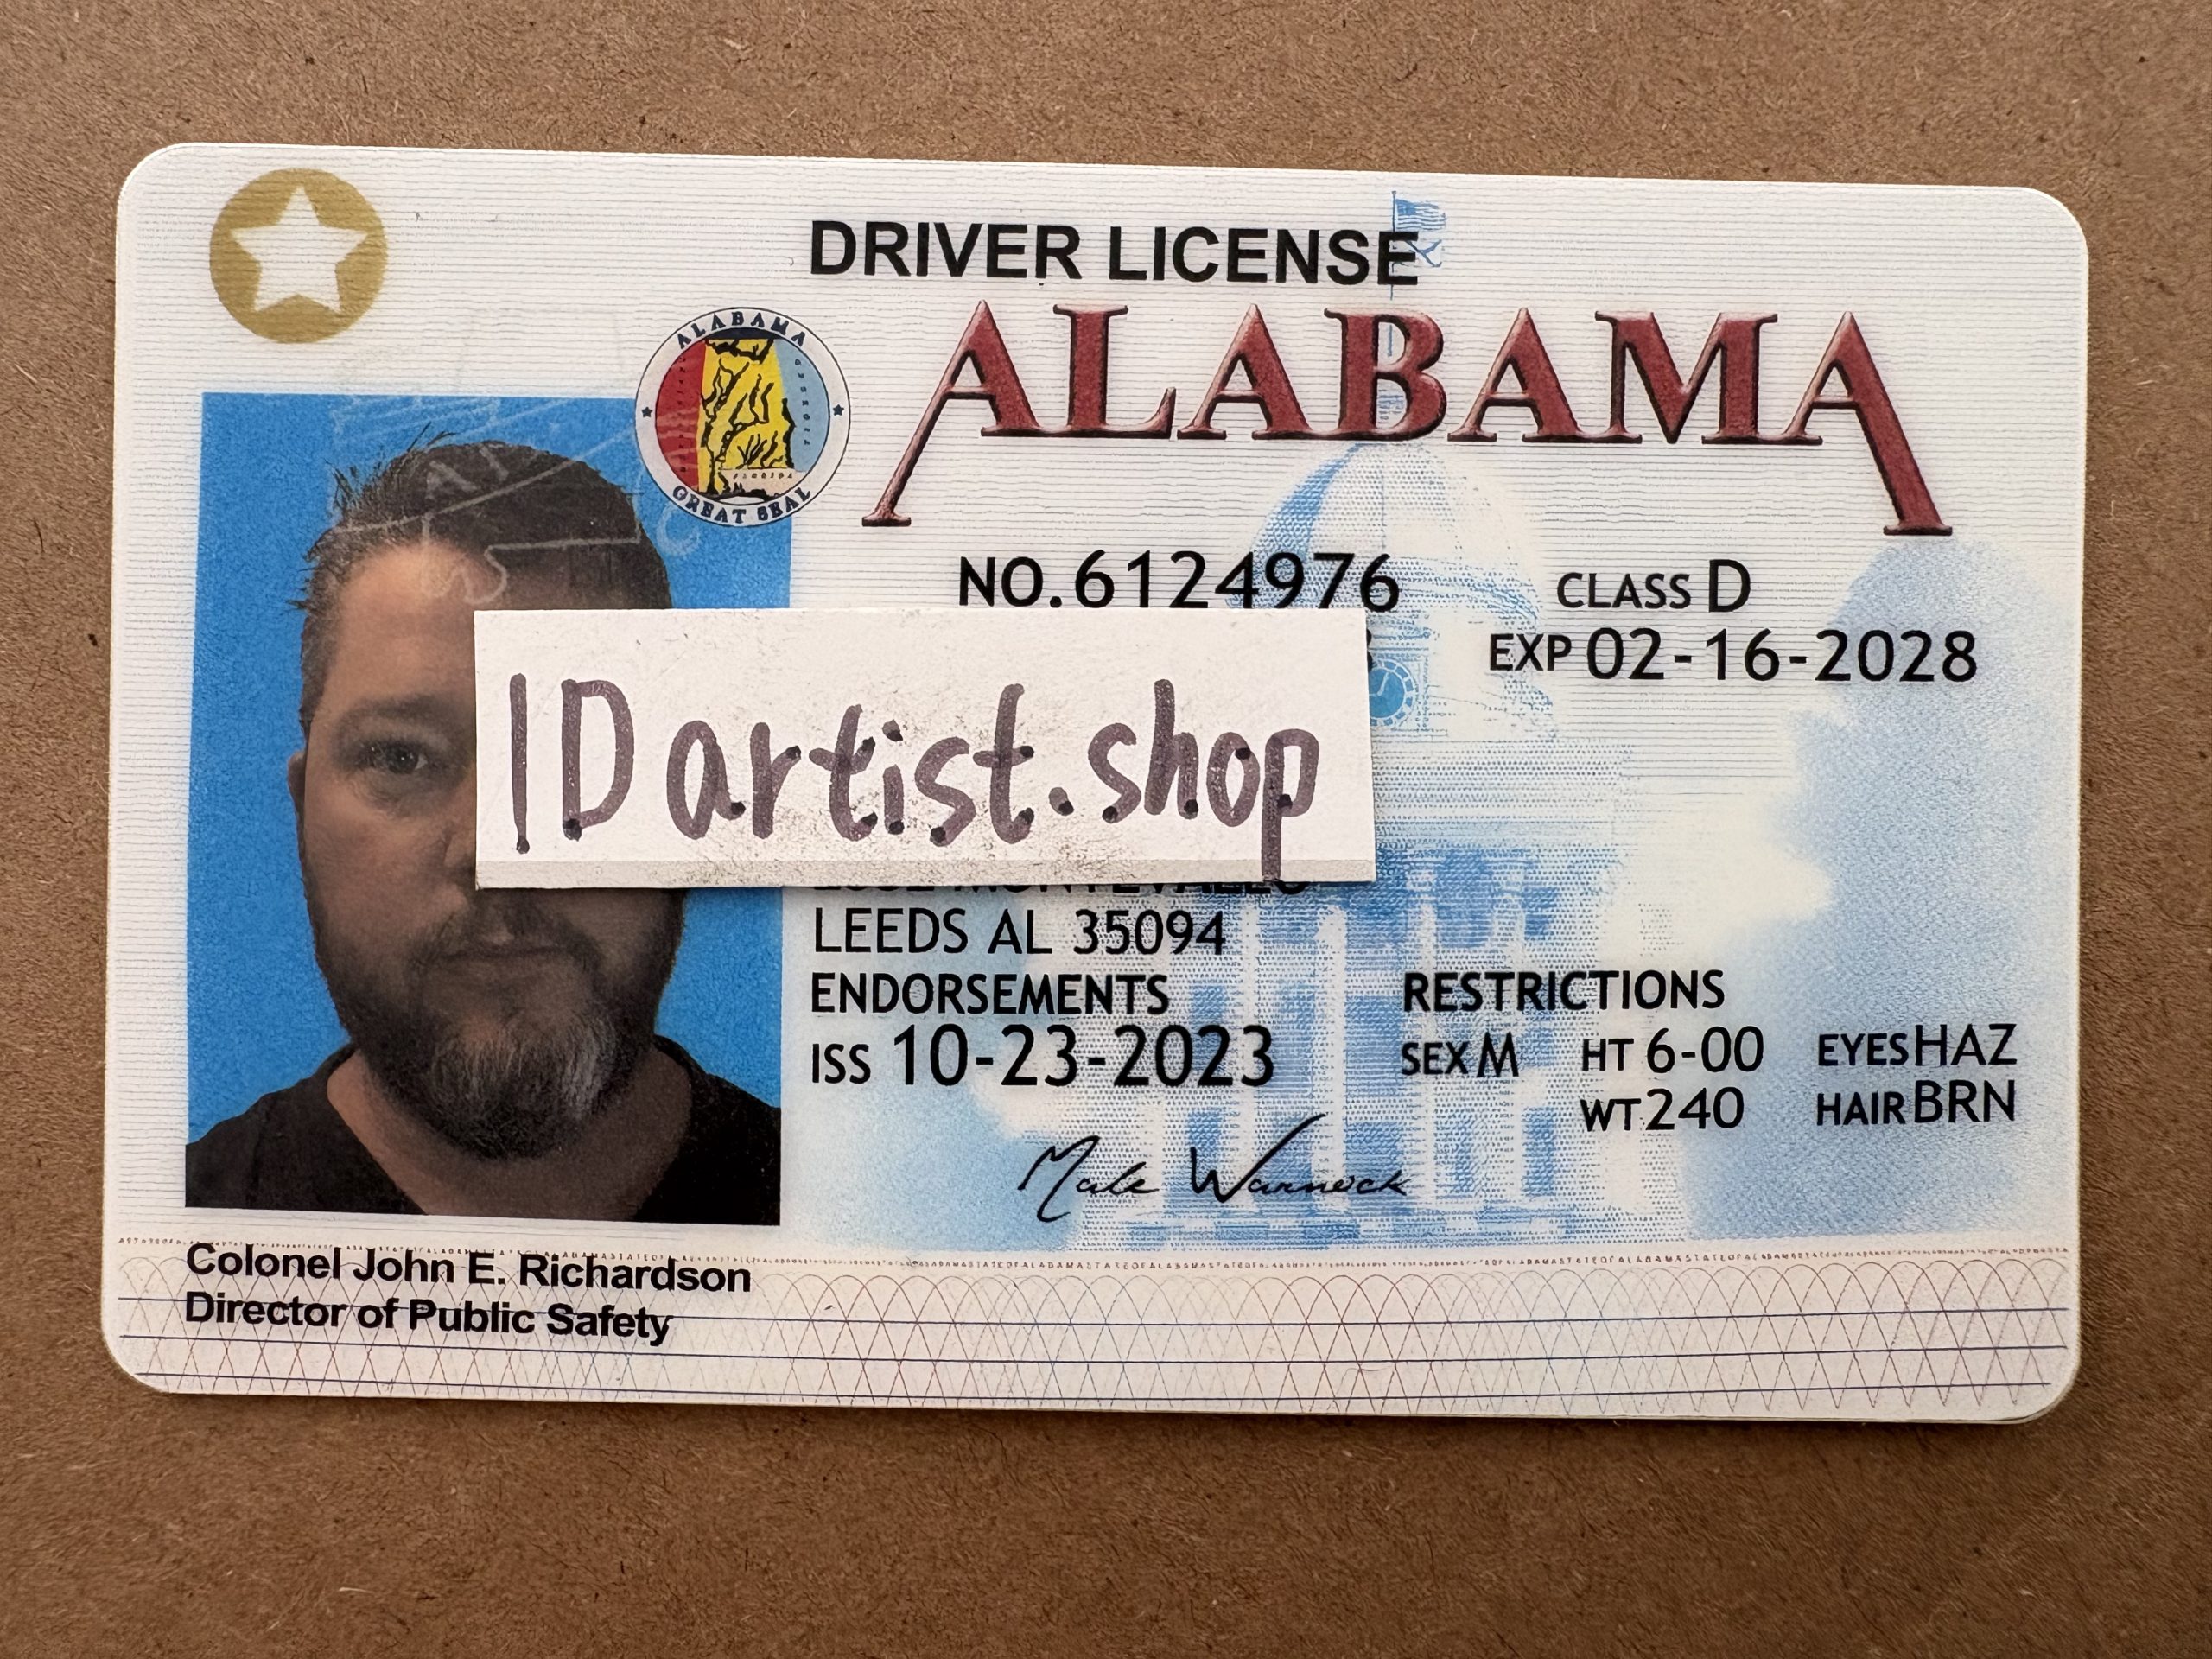 DRIVER LICENSE
ALABAMA
ALABAMA
GREAT SEAL
NO. 6124976
CLASS D
EXP 02-16-2028
IDartist.shop
LEEDS AL 35094
ENDORSEMENTS
RESTRICTIONS
ISS 10-23-2023
SEX M HT 6-00 EYES HAZ
WT 240 HAIR BRN
Colonel John E. Richardson
Director of Public Safety